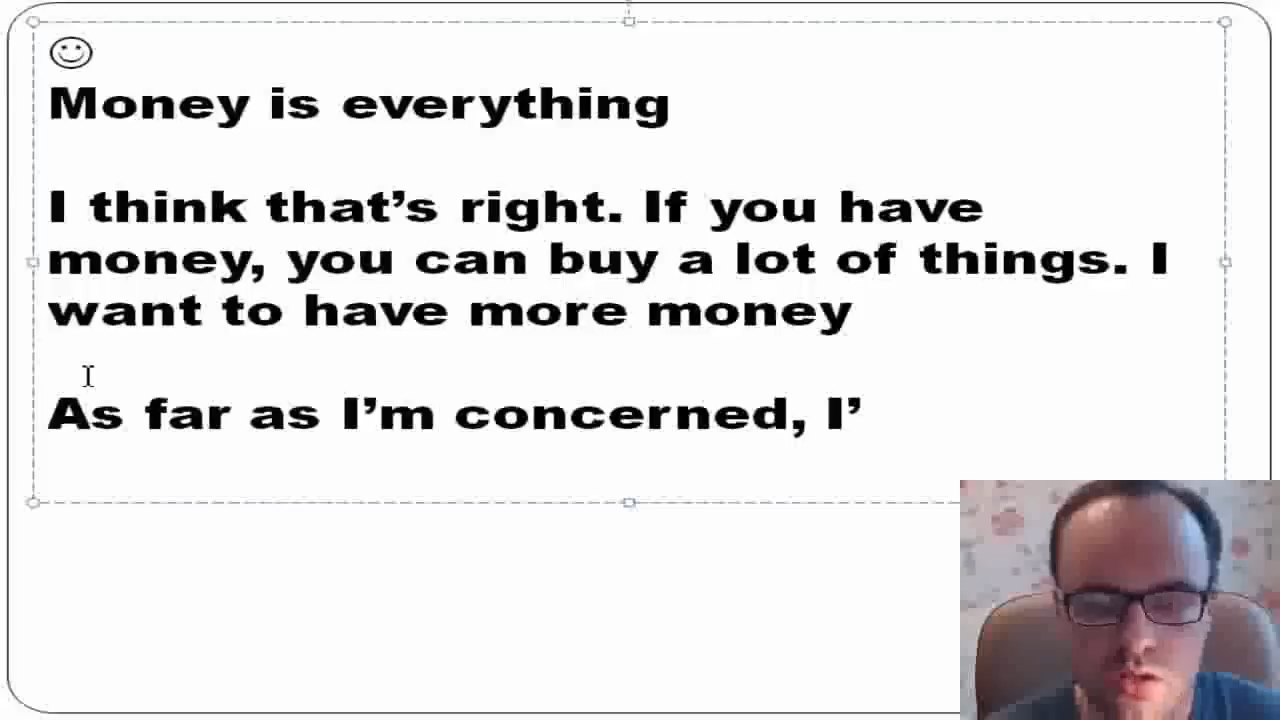 Money is everything
I think that’s right. If you have
money, you can buy a lot of things. I
want to have more money
As far as I’m concerned, I’